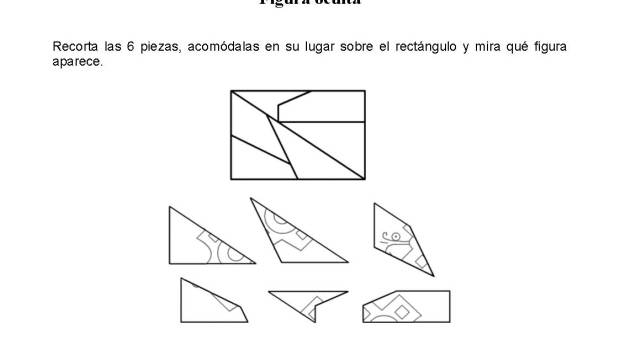 Figura oculta
Recorta las 6 piezas, acomódalas en su lugar sobre el rectángulo y mira qué figura
aparece.